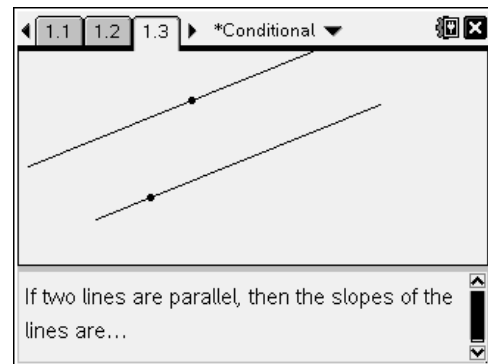 1.1 1.2 1.3 *Conditional
If two lines are parallel, then the slopes of the
lines are...